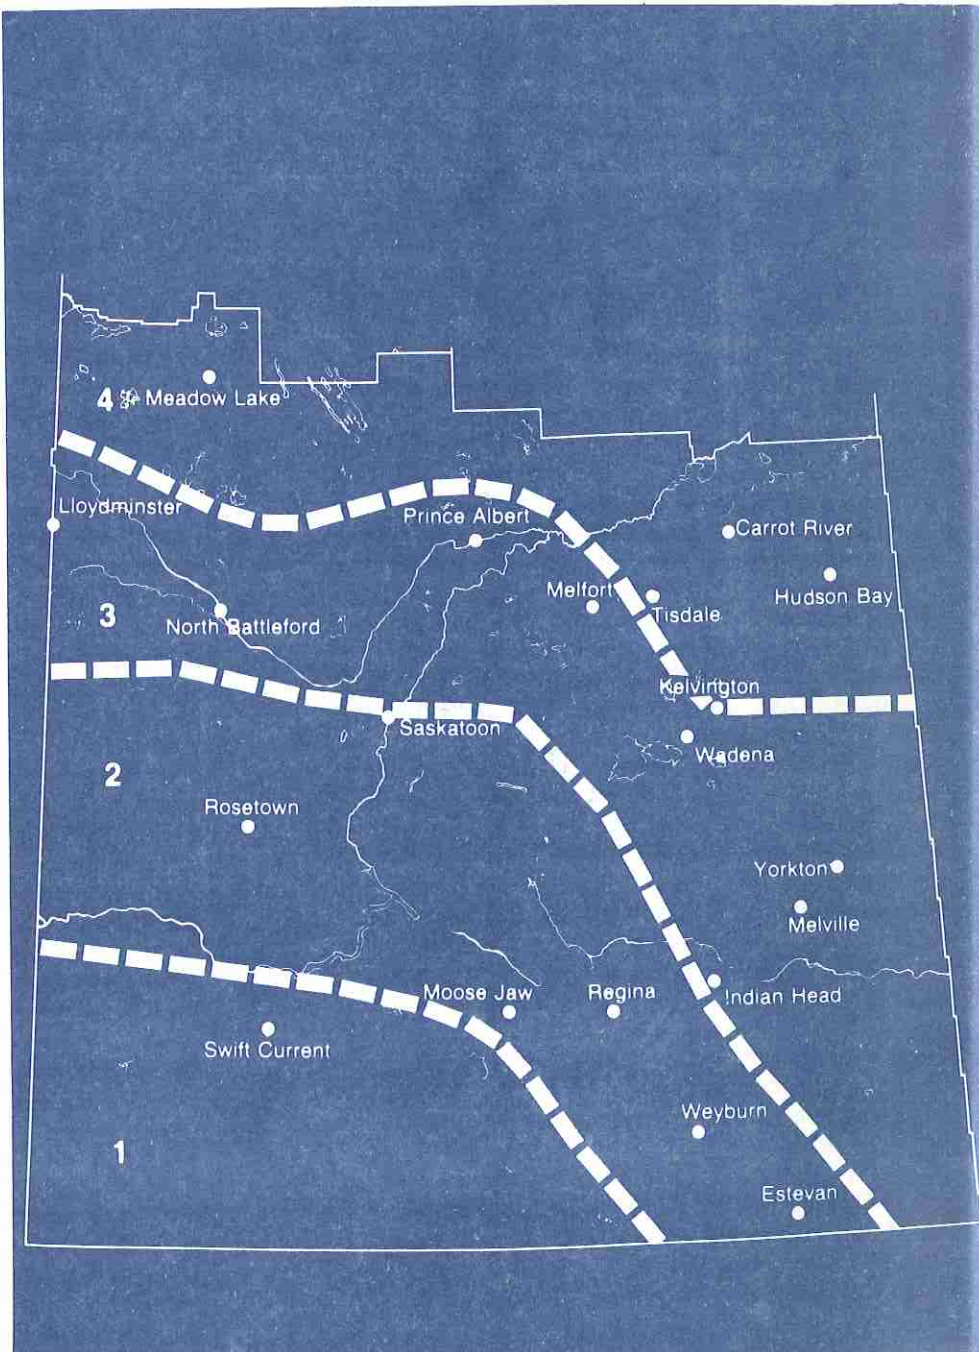 4
Meadow Lake
Lloydminster
Prince Albert
Carrot River
Melfort
Hudson Bay
3
Tisdale
North Battleford
Kelvington
Saskatoon
Wadena
2
Rosetown
Yorkton
Melville
Moose Jaw
Regina
Indian Head
Swift Current
Weyburn
1
Estevan